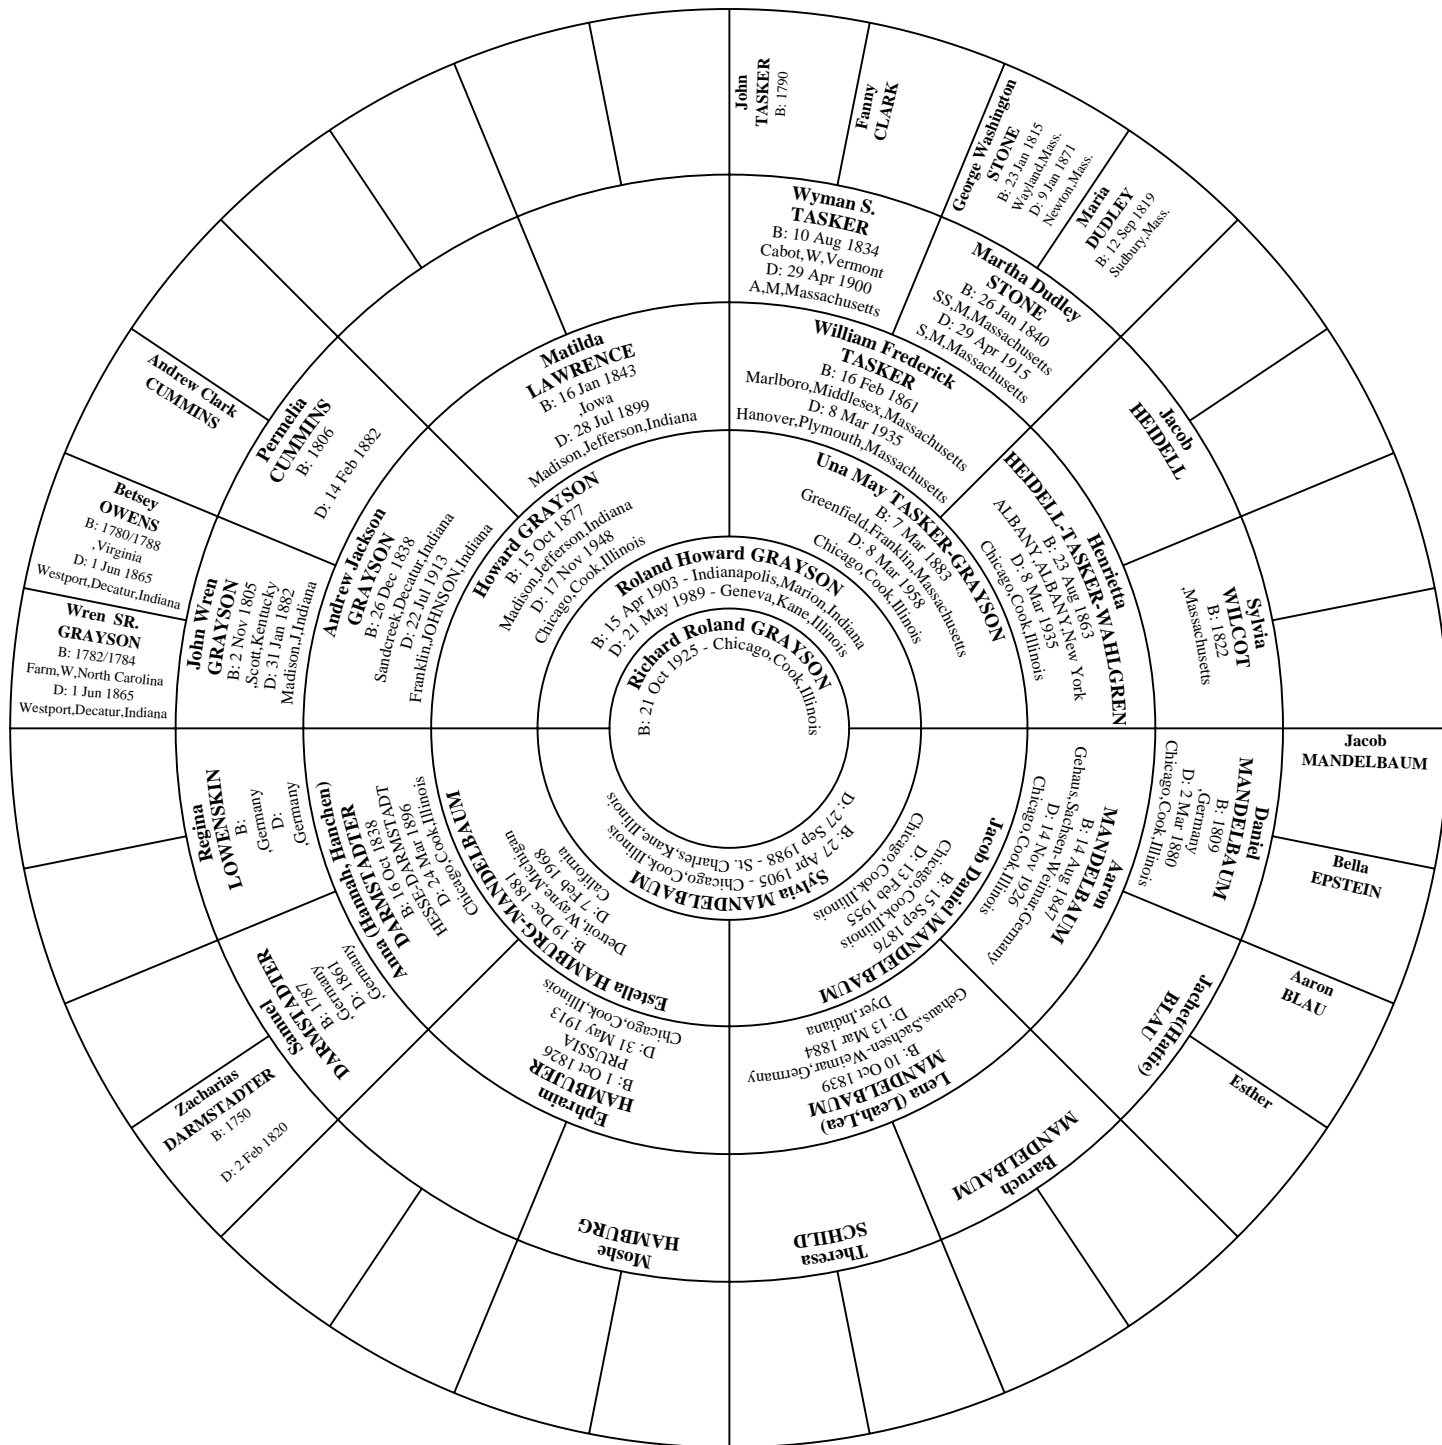 Richard Roland GRAYSON
B: 21 Oct 1925 - Chicago,Cook,Illinois
Roland Howard GRAYSON
B: 15 Apr 1903 - Indianapolis,Marion,Indiana
D: 21 May 1989 - Geneva,Kane,Illinois
Sylvia MANDELBAUM
B: 27 Apr 1905 - Chicago,Cook,Illinois
D: 27 Sep 1988 - St. Charles,Kane,Illinois
Howard GRAYSON
B: 15 Oct 1877
Madison,Jefferson,Indiana
D: 17 Nov 1948
Chicago,Cook,Illinois
Una May TASKER-GRAYSON
B: 7 Mar 1883
Greenfield,Franklin,Massachusetts
D: 8 Mar 1958
Chicago,Cook,Illinois
Jacob Daniel MANDELBAUM
B: 15 Sep 1876
Chicago,Cook,Illinois
D: 13 Feb 1955
Chicago,Cook,Illinois
Estella HAMBURG-MANDELBAUM
B: 19 Dec 1881
Detroit,Wayne,Michigan
D: 7 Feb 1968
California
Andrew Jackson
GRAYSON
B: 26 Dec 1838
Sandcreek,Decatur,Indiana
D: 22 Jul 1913
Franklin,JOHNSON,Indiana
Matilda
LAWRENCE
B: 16 Jan 1843
,Iowa
D: 28 Jul 1899
Madison,Jefferson,Indiana
William Frederick
TASKER
B: 16 Feb 1861
Marlboro,Middlesex,Massachusetts
D: 8 Mar 1935
Hanover,Plymouth,Massachusetts
Henrietta
HEIDELL-TASKER-WAHLGREN
B: 23 Aug 1863
ALBANY,ALBANY,New York
D: 8 Mar 1935
Chicago,Cook,Illinois
Aaron
MANDELBAUM
B: 14 Aug 1847
Gehaus,Sachsen-Weimar,Germany
D: 14 Nov 1926
Chicago,Cook,Illinois
Lena (Leah,Lea)
MANDELBAUM
B: 10 Oct 1839
Gehaus,Sachsen-Weimar,Germany
D: 13 Mar 1884
Dyer,Indiana
Ephraim
HAMBUJER
B: 1 Oct 1826
PRUSSIA
D: 31 May 1913
Chicago,Cook,Illinois
Anna (Hannah, Hanchen)
DARMSTADTER
B: 16 Oct 1838
HESSE-DARMSTADT
D: 24 Mar 1896
Chicago,Cook,Illinois
John Wren
GRAYSON
B: 2 Nov 1805
,Scott,Kentucky
D: 31 Jan 1882
Madison,J,Indiana
Permelia
CUMMINS
B: 1806
D: 14 Feb 1882
Wyman S.
TASKER
B: 10 Aug 1834
Cabot,W,Vermont
D: 29 Apr 1900
A,M,Massachusetts
Martha Dudley
STONE
B: 26 Jan 1840
SS,M,Massachusetts
D: 29 Apr 1915
S,M,Massachusetts
Jacob
HEIDELL
Sylvia
WILCOT
B: 1822
,Massachusetts
Daniel
MANDELBAUM
B: 1809
,Germany
D: 2 Mar 1880
Chicago,Cook,Illinois
Jachet(Hattie)
BLAU
Baruch
MANDELBAUM
Theresa
SCHILD
Moshe
HAMBURG
Samuel
DARMSTADTER
B: 1787
,Germany
D: 1861
,Germany
Regina
LOWENSKIN
B:
,Germany
D:
,Germany
Wren SR.
GRAYSON
B: 1782/1784
Farm,W,North Carolina
D: 1 Jun 1865
Westport,Decatur,Indiana
Betsey
OWENS
B: 1780/1788
,Virginia
D: 1 Jun 1865
Westport,Decatur,Indiana
Andrew Clark
CUMMINS
John
TASKER
B: 1790
Fanny
CLARK
George Washington
STONE
B: 23 Jan 1815
Wayland,Mass.
D: 9 Jan 1871
Newton,Mass.
Maria
DUDLEY
B: 12 Sep 1819
Sudbury,Mass.
Jacob
MANDELBAUM
Bella
EPSTEIN
Aaron
BLAU
Esther
Zacharias
DARMSTADTER
B: 1750
D: 2 Feb 1820